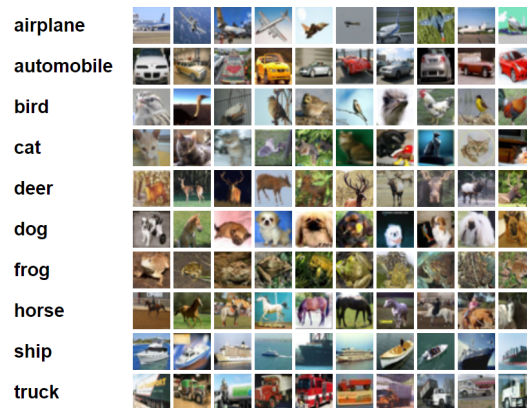 airplane
automobile
bird
cat
deer
dog
frog
horse
ship
truck